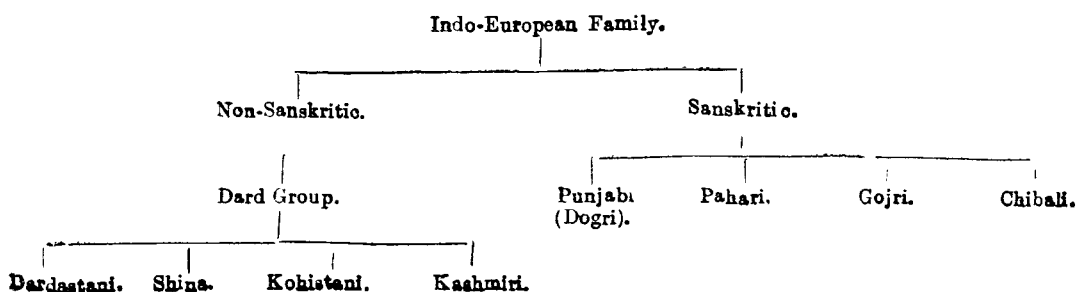 Indo-European Family.
Non-Sanskritic. Sanskritic.
Dard Group. Punjabi Pahari. Gojri. Chibali.
(Dogri).
Dardastani. Shina. Kohistani. Kashmiri.